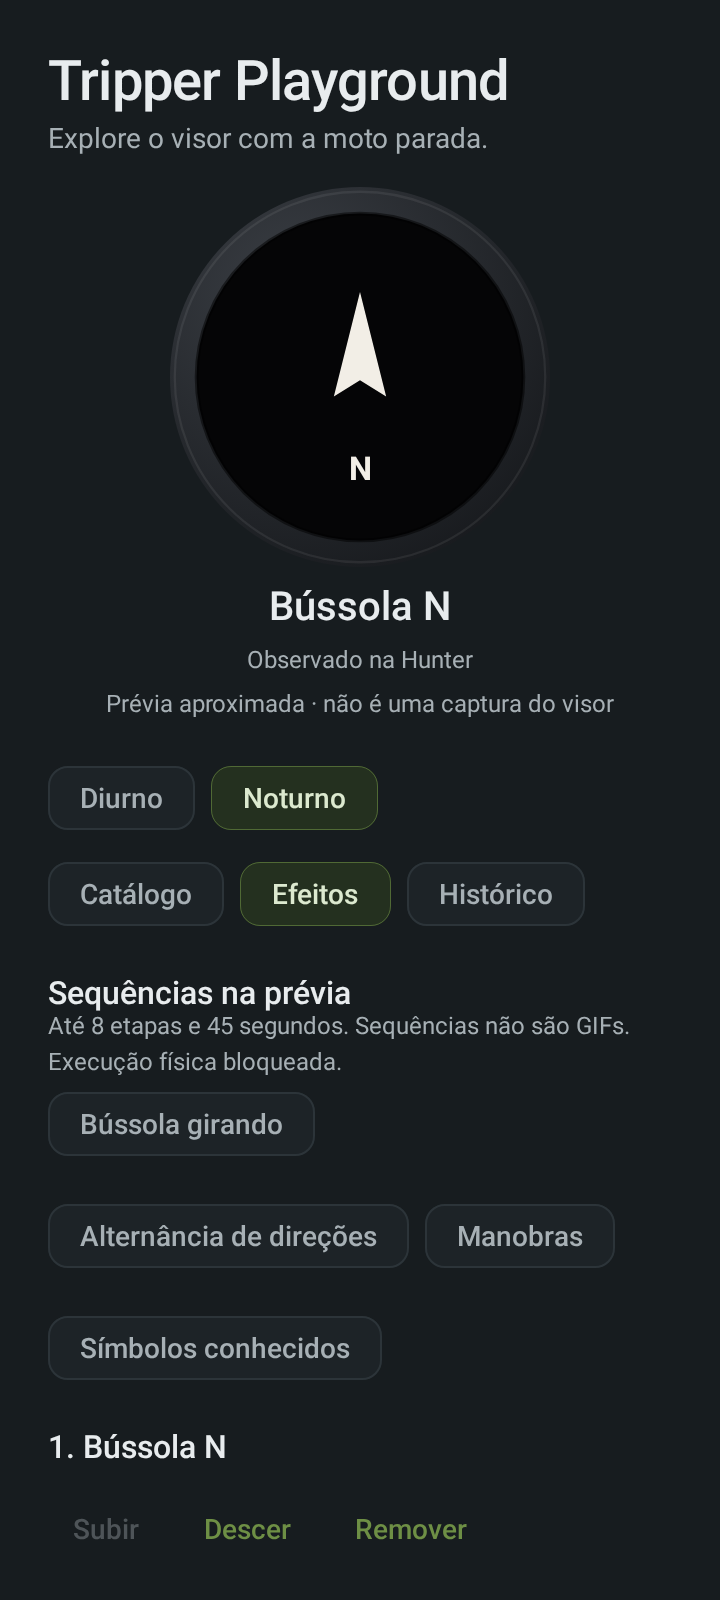 Tripper Playground
Explore o visor com a moto parada.
N
Bússola N
Observado na Hunter
Prévia aproximada · não é uma captura do visor
Diurno Noturno
Catálogo Efeitos Histórico
Sequências na prévia
Até 8 etapas e 45 segundos. Sequências não são GIFs.
Execução física bloqueada.
Bússola girando
Alternância de direções Manobras
Símbolos conhecidos
1. Bússola N
Subir Descer Remover